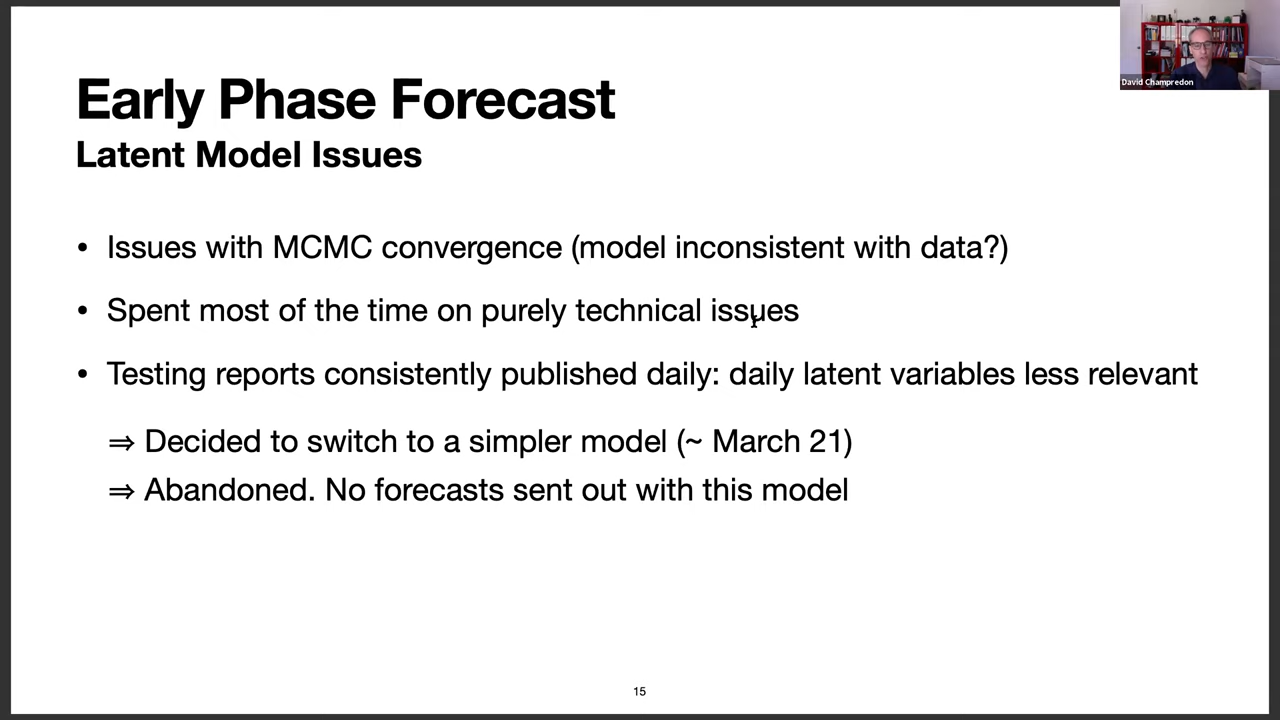 David Champredon
Early Phase Forecast
Latent Model Issues
• Issues with MCMC convergence (model inconsistent with data?)
• Spent most of the time on purely technical issues
• Testing reports consistently published daily: daily latent variables less relevant
⇒ Decided to switch to a simpler model (~ March 21)
⇒ Abandoned. No forecasts sent out with this model
15